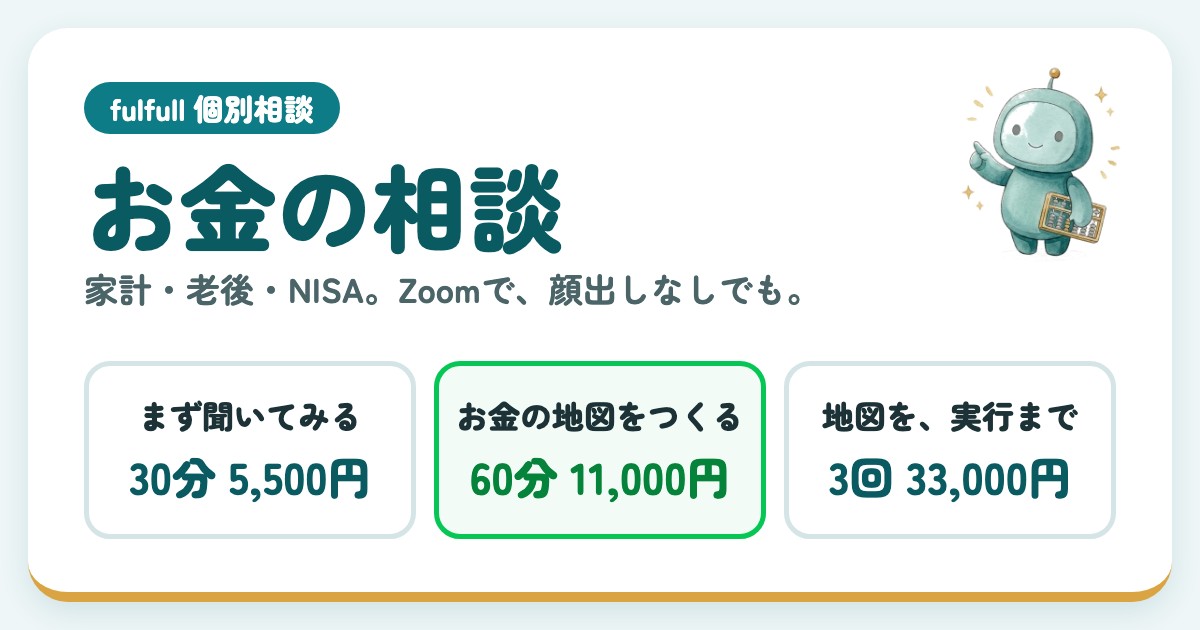 fulfull 個別相談
お金の相談
家計・老後・NISA。Zoomで、顔出しなしでも。
まず聞いてみる
30分 5,500円
お金の地図をつくる
60分 11,000円
地図を、実行まで
3回 33,000円